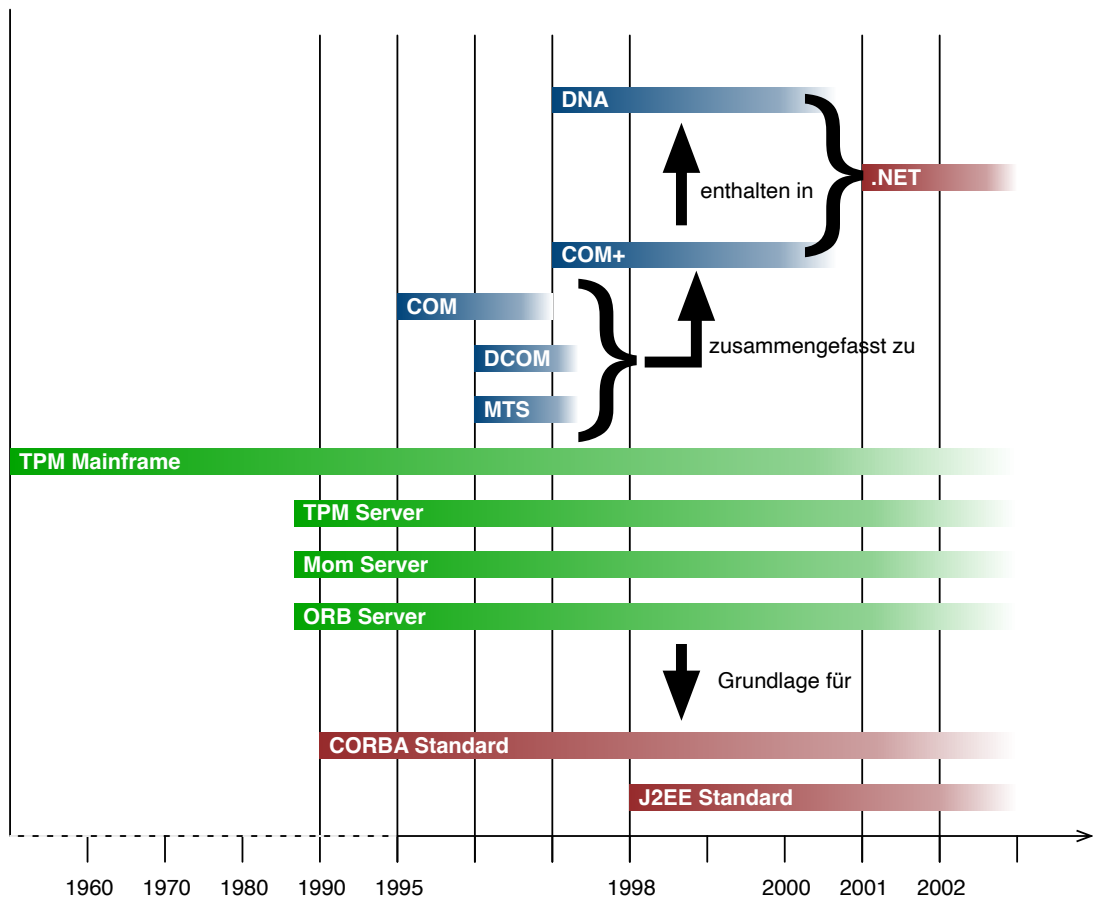 DNA
.NET
enthalten in
COM+
COM
zusammengefasst zu
DCOM
MTS
TPM Mainframe
TPM Server
Mom Server
ORB Server
Grundlage für
CORBA Standard
J2EE Standard
1960 1970 1980 1990 1995 1998 2000 2001 2002